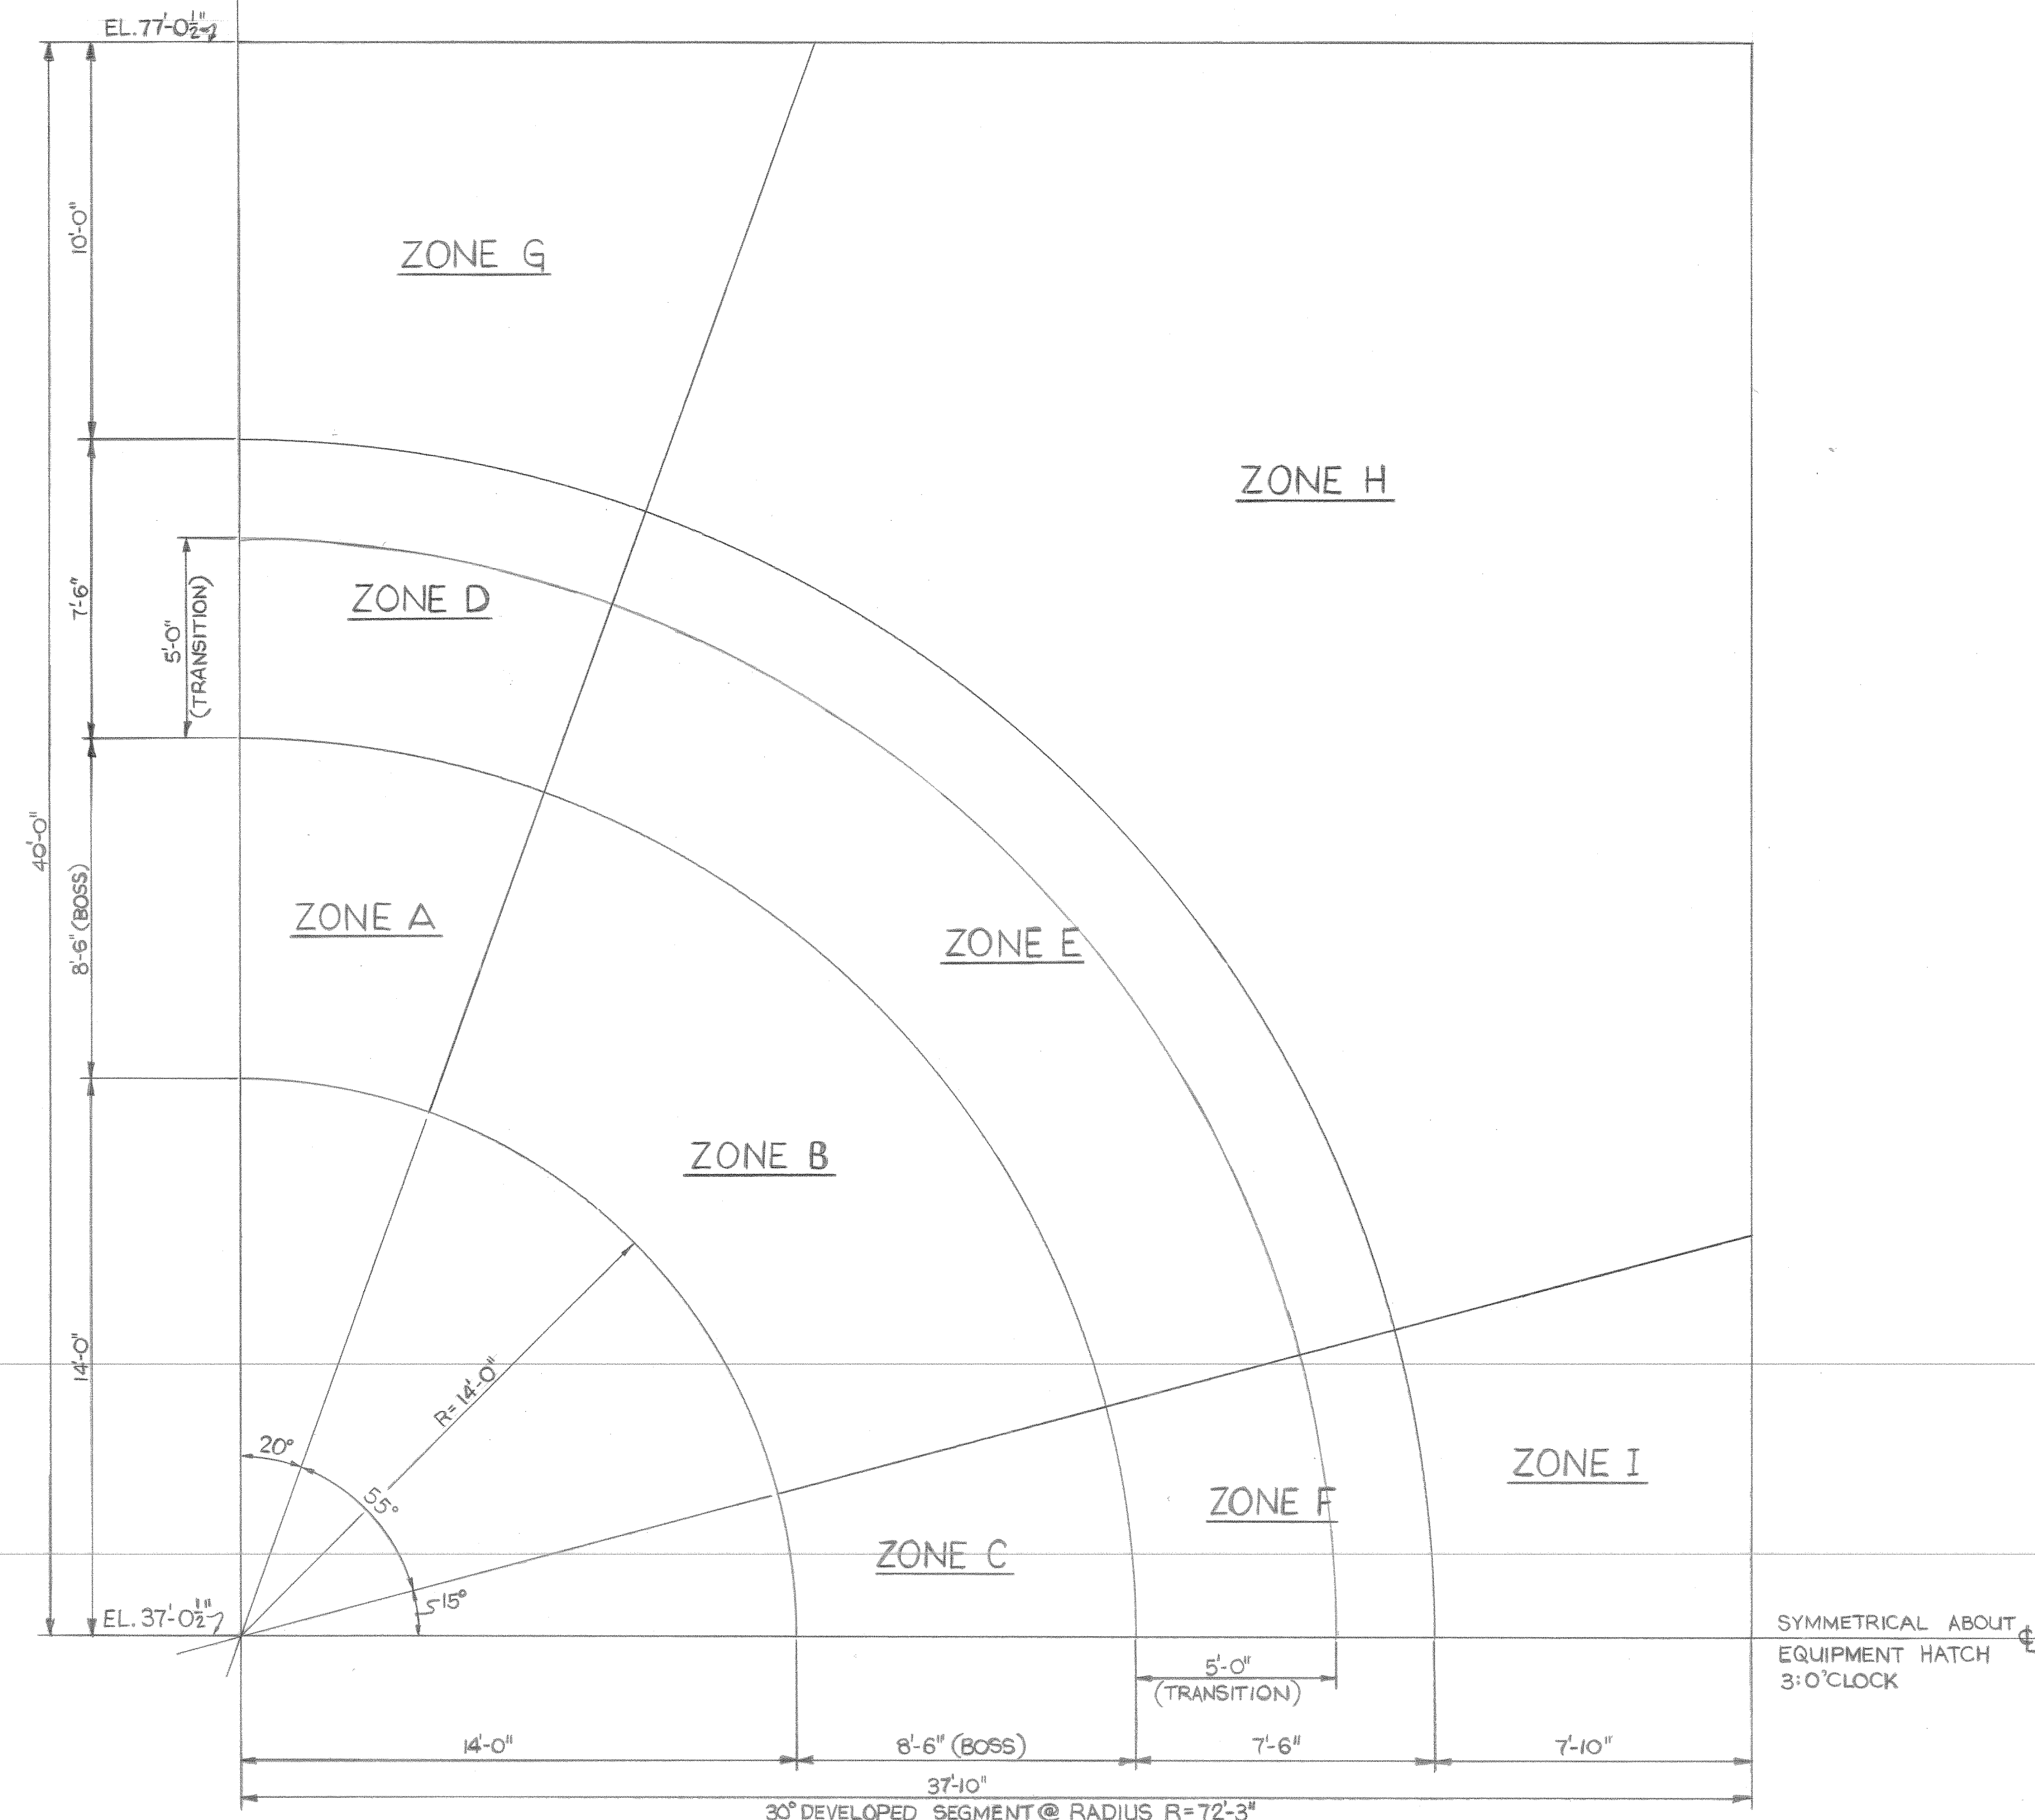 EL. 77'-0½"
10'-0"
ZONE G
ZONE H
7'-6"
5'-0"
(TRANSITION)
ZONE D
40'-0"
8'-6" (BOSS)
ZONE A
ZONE E
ZONE B
14'-0"
R=14'-0"
20°
55°
15°
ZONE I
ZONE F
ZONE C
EL. 37'-0½"
SYMMETRICAL ABOUT ℄
EQUIPMENT HATCH
3:0'CLOCK
5'-0"
(TRANSITION)
14'-0"
8'-6" (BOSS)
7'-6"
7'-10"
37'-10"
30° DEVELOPED SEGMENT @ RADIUS R=72'-3"